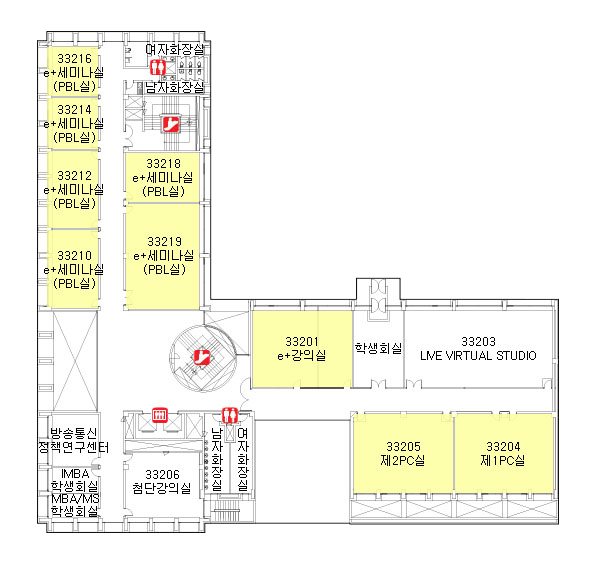 여자화장실
33216
e+세미나실
(PBL실)
남자화장실
33214
e+세미나실
(PBL실)
33212
e+세미나실
(PBL실)
33218
e+세미나실
(PBL실)
33210
e+세미나실
(PBL실)
33219
e+세미나실
(PBL실)
33201
e+강의실
학생회실
33203
LIVE VIRTUAL STUDIO
방송통신
정책연구센터
IMBA
학생회실
MBA/MS
학생회실
33206
첨단강의실
남자화장실
여자화장실
33205
제2PC실
33204
제1PC실